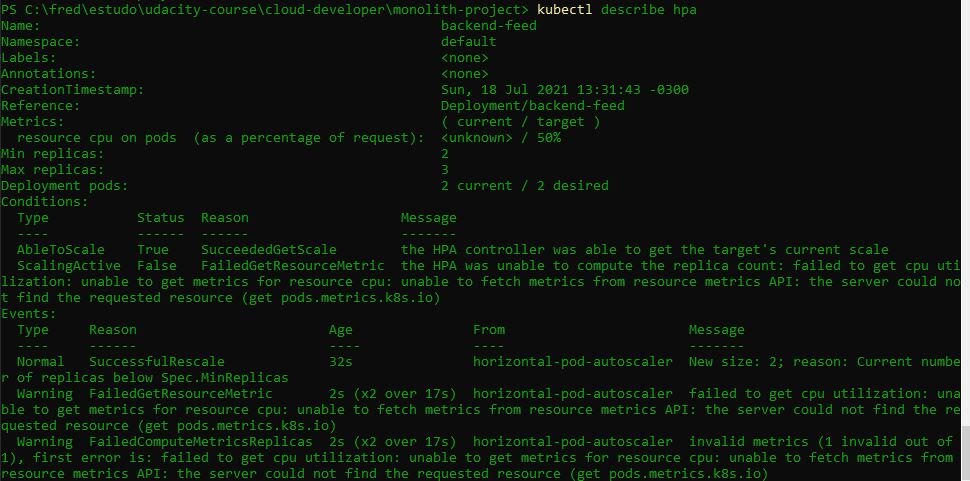 PS C:\fred\estudo\udacity-course\cloud-developer\monolith-project> kubectl describe hpa
Name:                                                  backend-feed
Namespace:                                             default
Labels:                                                <none>
Annotations:                                           <none>
CreationTimestamp:                                     Sun, 18 Jul 2021 13:31:43 -0300
Reference:                                             Deployment/backend-feed
Metrics:                                               ( current / target )
  resource cpu on pods  (as a percentage of request):  <unknown> / 50%
Min replicas:                                          2
Max replicas:                                          3
Deployment pods:                                       2 current / 2 desired
Conditions:
  Type           Status  Reason                   Message
  ----           ------  ------                   -------
  AbleToScale    True    SucceededGetScale        the HPA controller was able to get the target's current scale
  ScalingActive  False   FailedGetResourceMetric  the HPA was unable to compute the replica count: failed to get cpu uti
lization: unable to get metrics for resource cpu: unable to fetch metrics from resource metrics API: the server could no
t find the requested resource (get pods.metrics.k8s.io)
Events:
  Type     Reason                        Age               From                       Message
  ----     ------                        ----              ----                       -------
  Normal   SuccessfulRescale             32s               horizontal-pod-autoscaler  New size: 2; reason: Current numbe
r of replicas below Spec.MinReplicas
  Warning  FailedGetResourceMetric       2s (x2 over 17s)  horizontal-pod-autoscaler  failed to get cpu utilization: una
ble to get metrics for resource cpu: unable to fetch metrics from resource metrics API: the server could not find the re
quested resource (get pods.metrics.k8s.io)
  Warning  FailedComputeMetricsReplicas  2s (x2 over 17s)  horizontal-pod-autoscaler  invalid metrics (1 invalid out of
1), first error is: failed to get cpu utilization: unable to get metrics for resource cpu: unable to fetch metrics from
resource metrics API: the server could not find the requested resource (get pods.metrics.k8s.io)